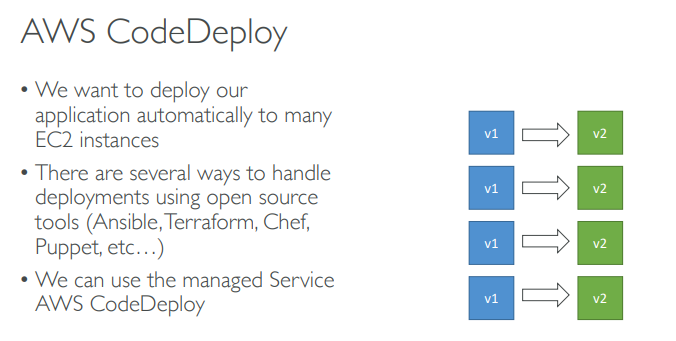 AWS CodeDeploy
• We want to deploy our
application automatically to many
EC2 instances
• There are several ways to handle
deployments using open source
tools (Ansible, Terraform, Chef,
Puppet, etc…)
• We can use the managed Service
AWS CodeDeploy
v1 v2
v1 v2
v1 v2
v1 v2